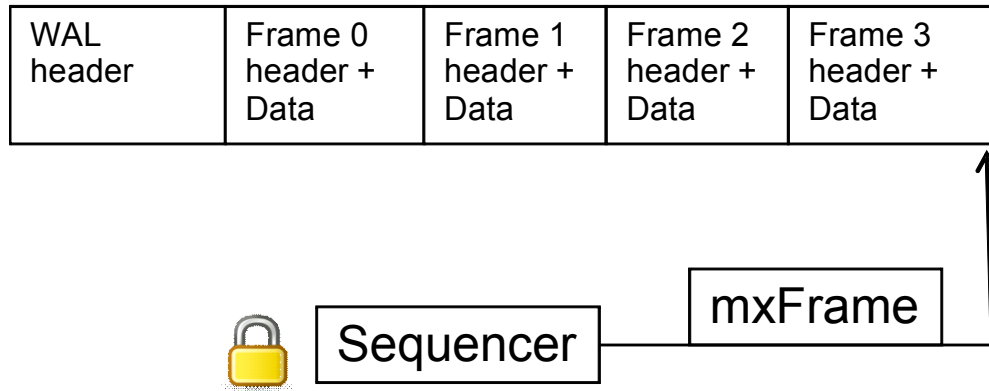 WAL
header
Frame 0
header +
Data
Frame 1
header +
Data
Frame 2
header +
Data
Frame 3
header +
Data
mxFrame
Sequencer